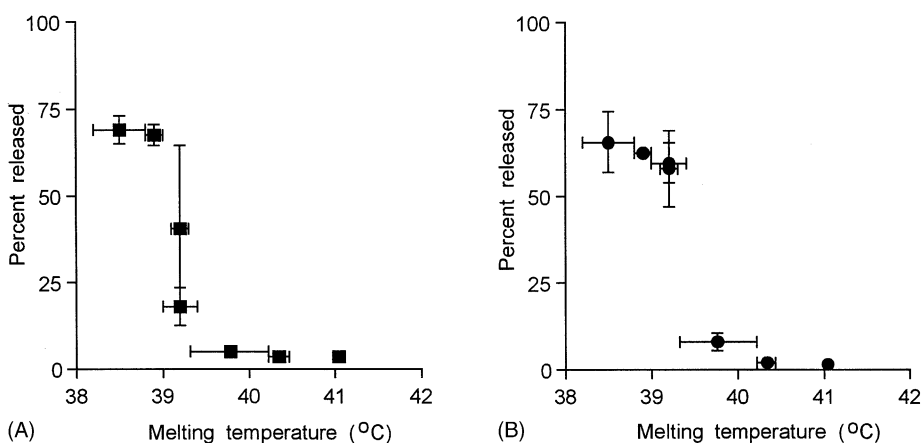 100
75
50
25
0
Percent released
38 39 40 41 42
(A) Melting temperature (°C)
100
75
50
25
0
Percent released
38 39 40 41 42
(B) Melting temperature (°C)